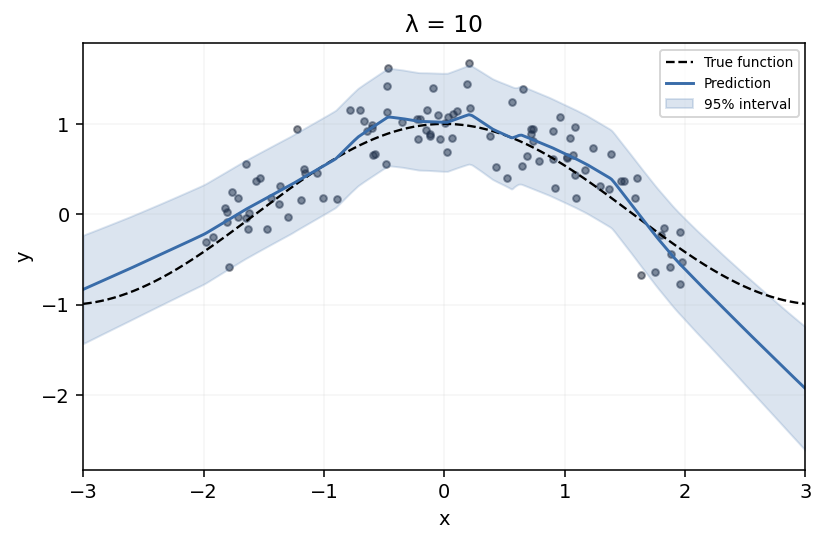 λ = 10
True function
Prediction
95% interval
y
1
0
−1
−2
−3 −2 −1 0 1 2 3
x